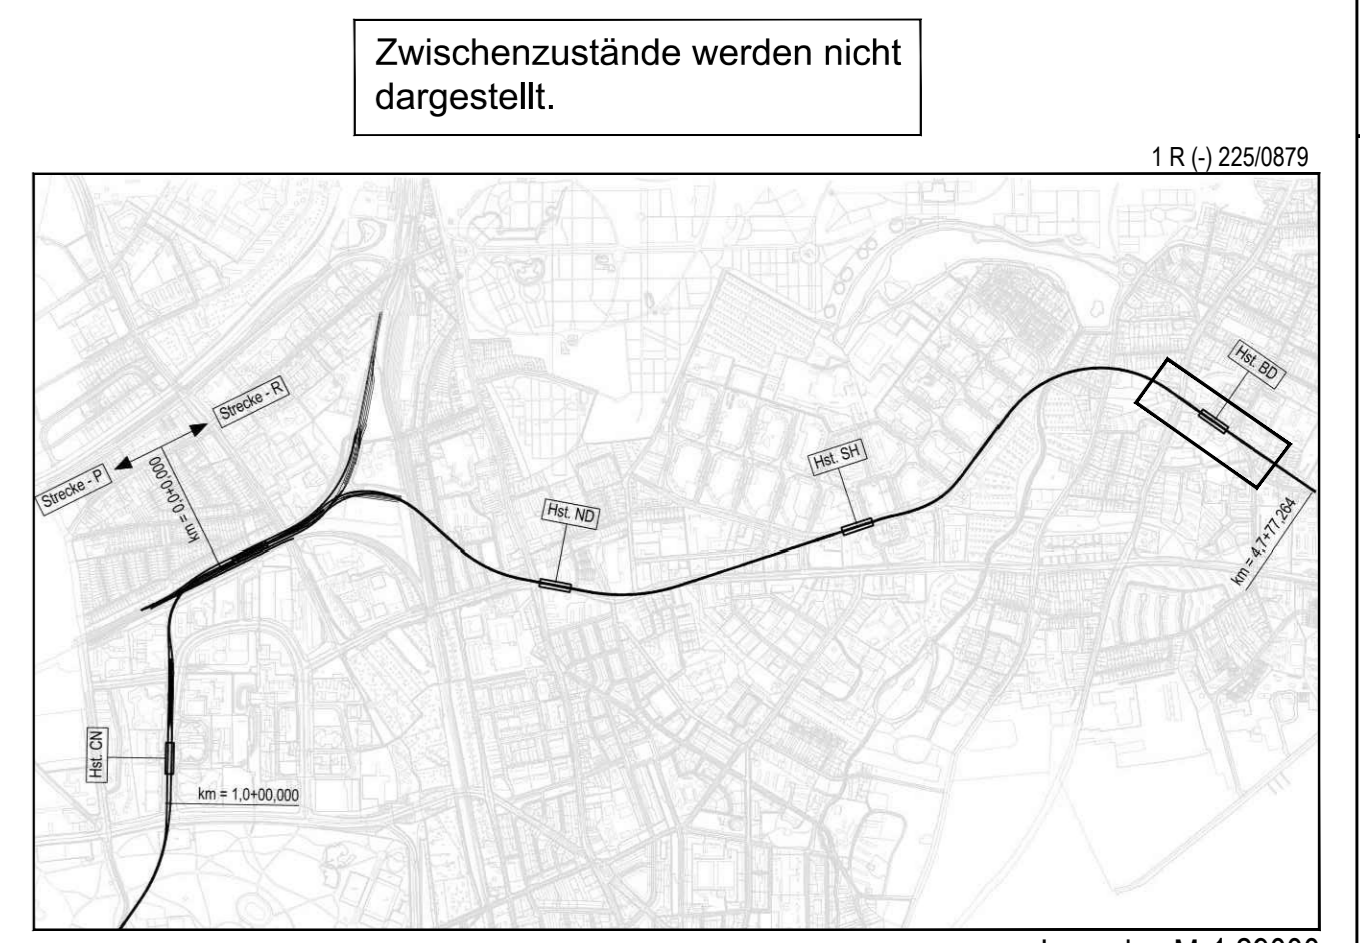 Zwischenzustände werden nicht
dargestellt.
1 R (-) 225/0879
Hst. BD
Strecke - R
Strecke - P
km = 0,0+0,000
Hst. SH
Hst. ND
km = 4,7+77,264
Hst. CN
km = 1,0+00,000